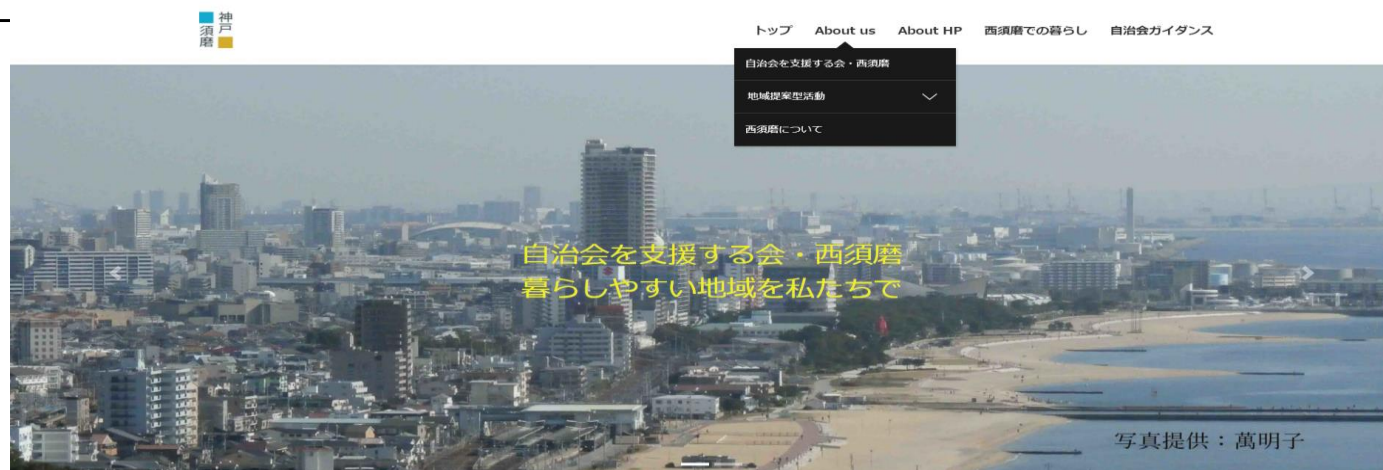 神戸
須磨
トップ
About us
About HP
西須磨での暮らし
自治会ガイダンス
自治会を支援する会・西須磨
地域提案型活動
西須磨について
自治会を支援する会・西須磨
暮らしやすい地域を私たちで
写真提供：萬明子